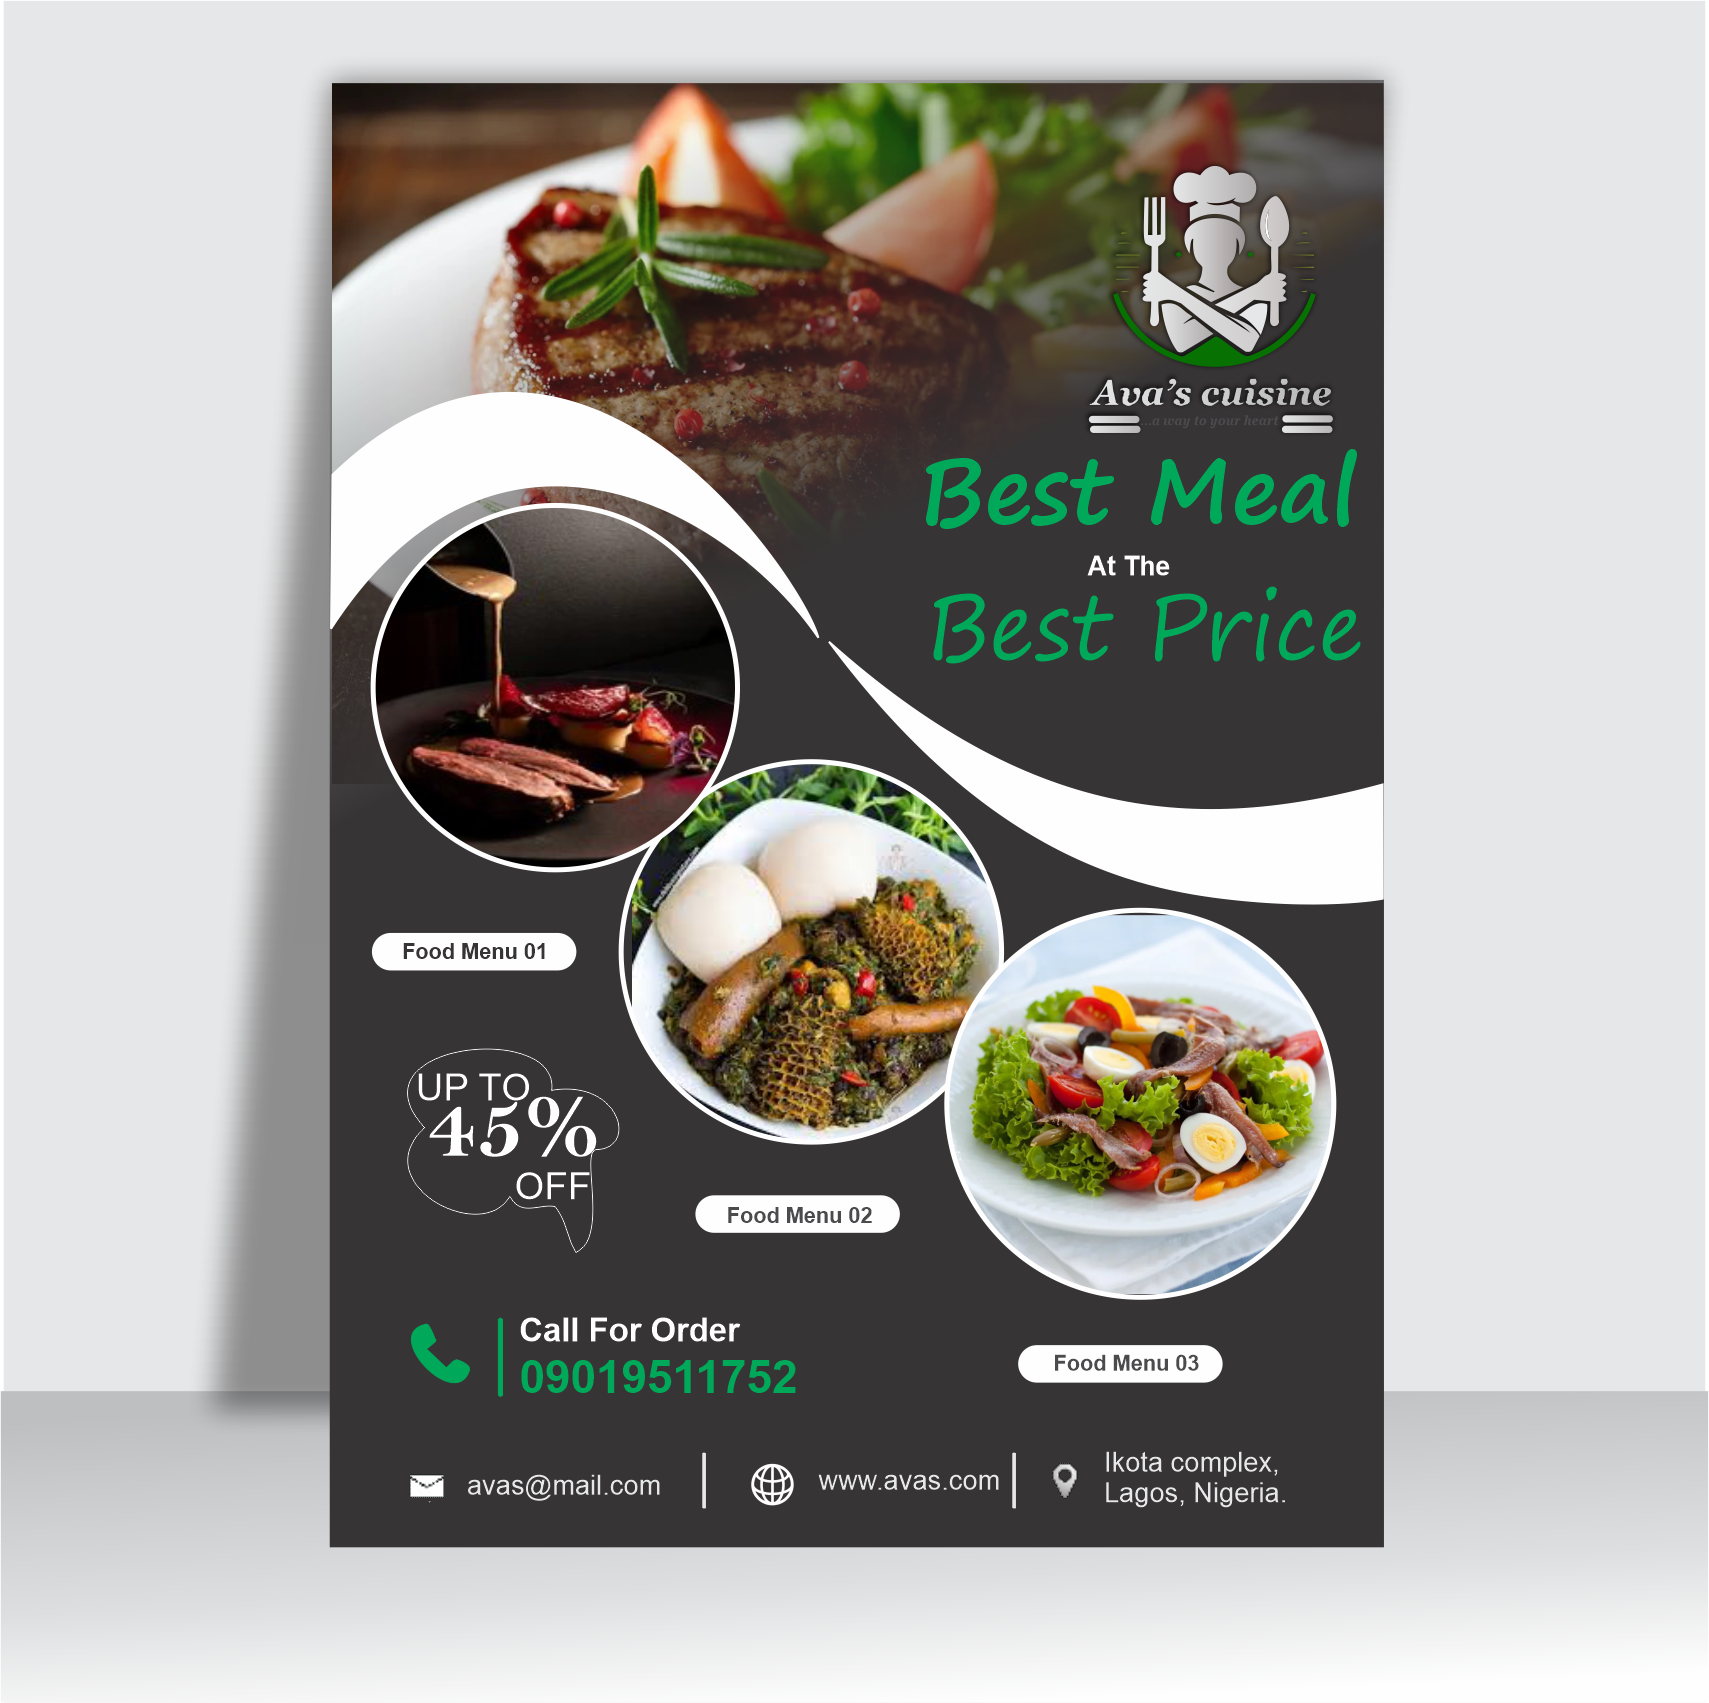 Ava's cuisine
...a way to your heart
Best Meal
At The
Best Price
Food Menu 01
UP TO
45%
OFF
Food Menu 02
Food Menu 03
Call For Order
09019511752
avas@mail.com
www.avas.com
Ikota complex,
Lagos, Nigeria.